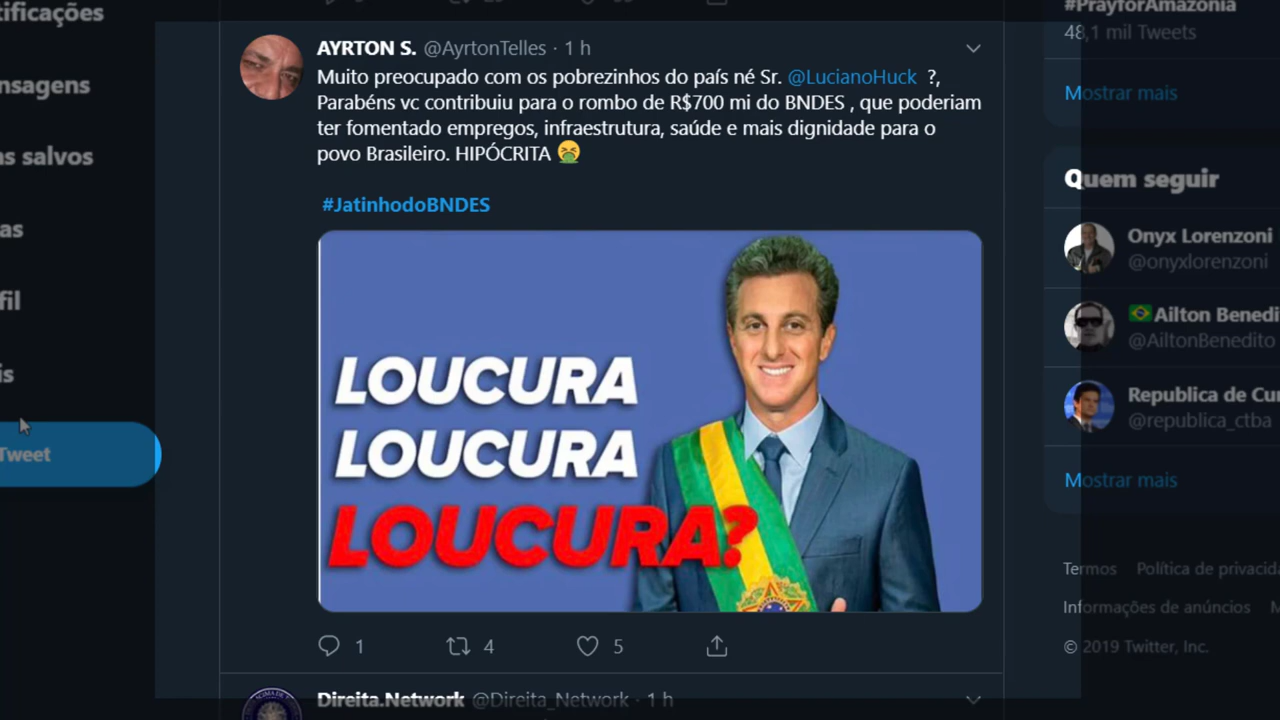 tificações
nsagens
ns salvos
as
fil
is
Tweet
AYRTON S. @AyrtonTelles · 1 h
Muito preocupado com os pobrezinhos do país né Sr. @LucianoHuck ?,
Parabéns vc contribuiu para o rombo de R$700 mi do BNDES , que poderiam
ter fomentado empregos, infraestrutura, saúde e mais dignidade para o
povo Brasileiro. HIPÓCRITA 🤮
#JatinhodoBNDES
LOUCURA
LOUCURA
LOUCURA?
1 4 5
Direita.Network @Direita_Network · 1 h
#PrayforAmazonia
48,1 mil Tweets
Mostrar mais
Quem seguir
Onyx Lorenzoni
@onyxlorenzoni
🇧🇷Ailton Benedi
@AiltonBenedito
Republica de Cur
@republica_ctba
Mostrar mais
Termos Política de privacida
Informações de anúncios M
© 2019 Twitter, Inc.